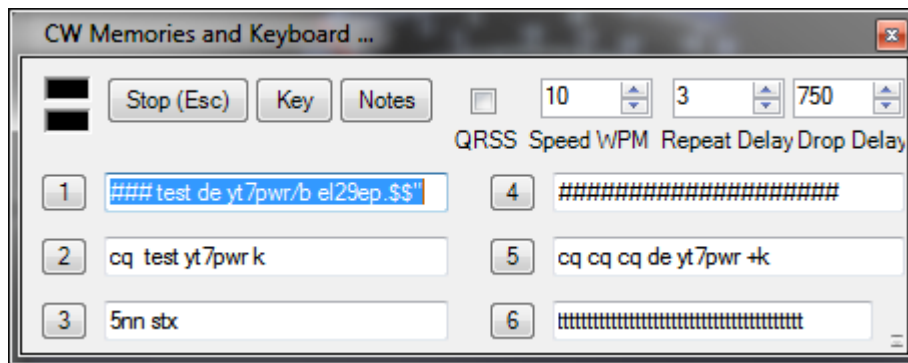 CW Memories and Keyboard ...
Stop (Esc) Key Notes 10 3 750
QRSS Speed WPM Repeat Delay Drop Delay
1 ### test de yt7pwr/b el29ep.$$" 4 ####################
2 cq  test yt7pwr k 5 cq cq cq de yt7pwr +k
3 5nn stx 6 ttttttttttttttttttttttttttttttttttttttttt